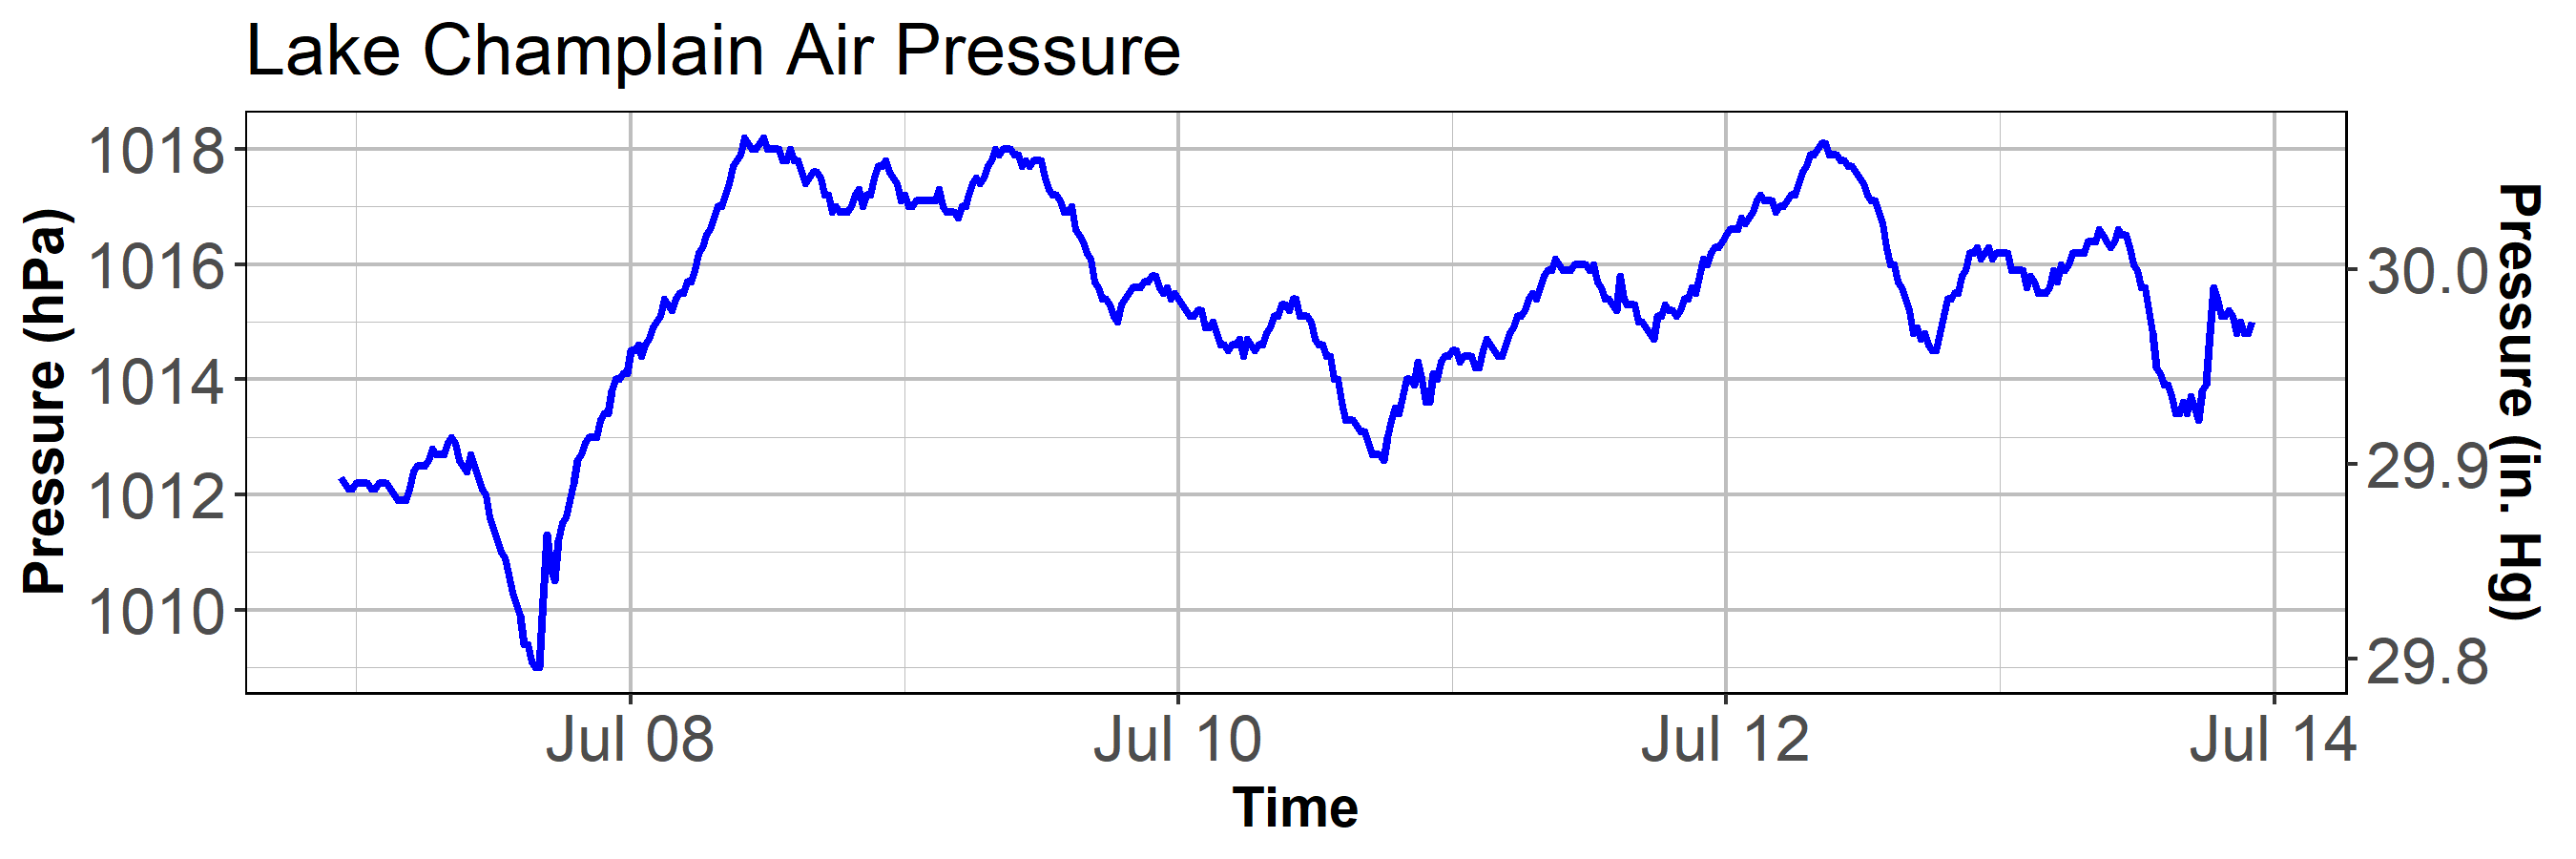 Lake Champlain Air Pressure
Pressure (hPa)
1018
1016
1014
1012
1010
30.0
29.9
29.8
Pressure (in. Hg)
Jul 08
Jul 10
Jul 12
Jul 14
Time